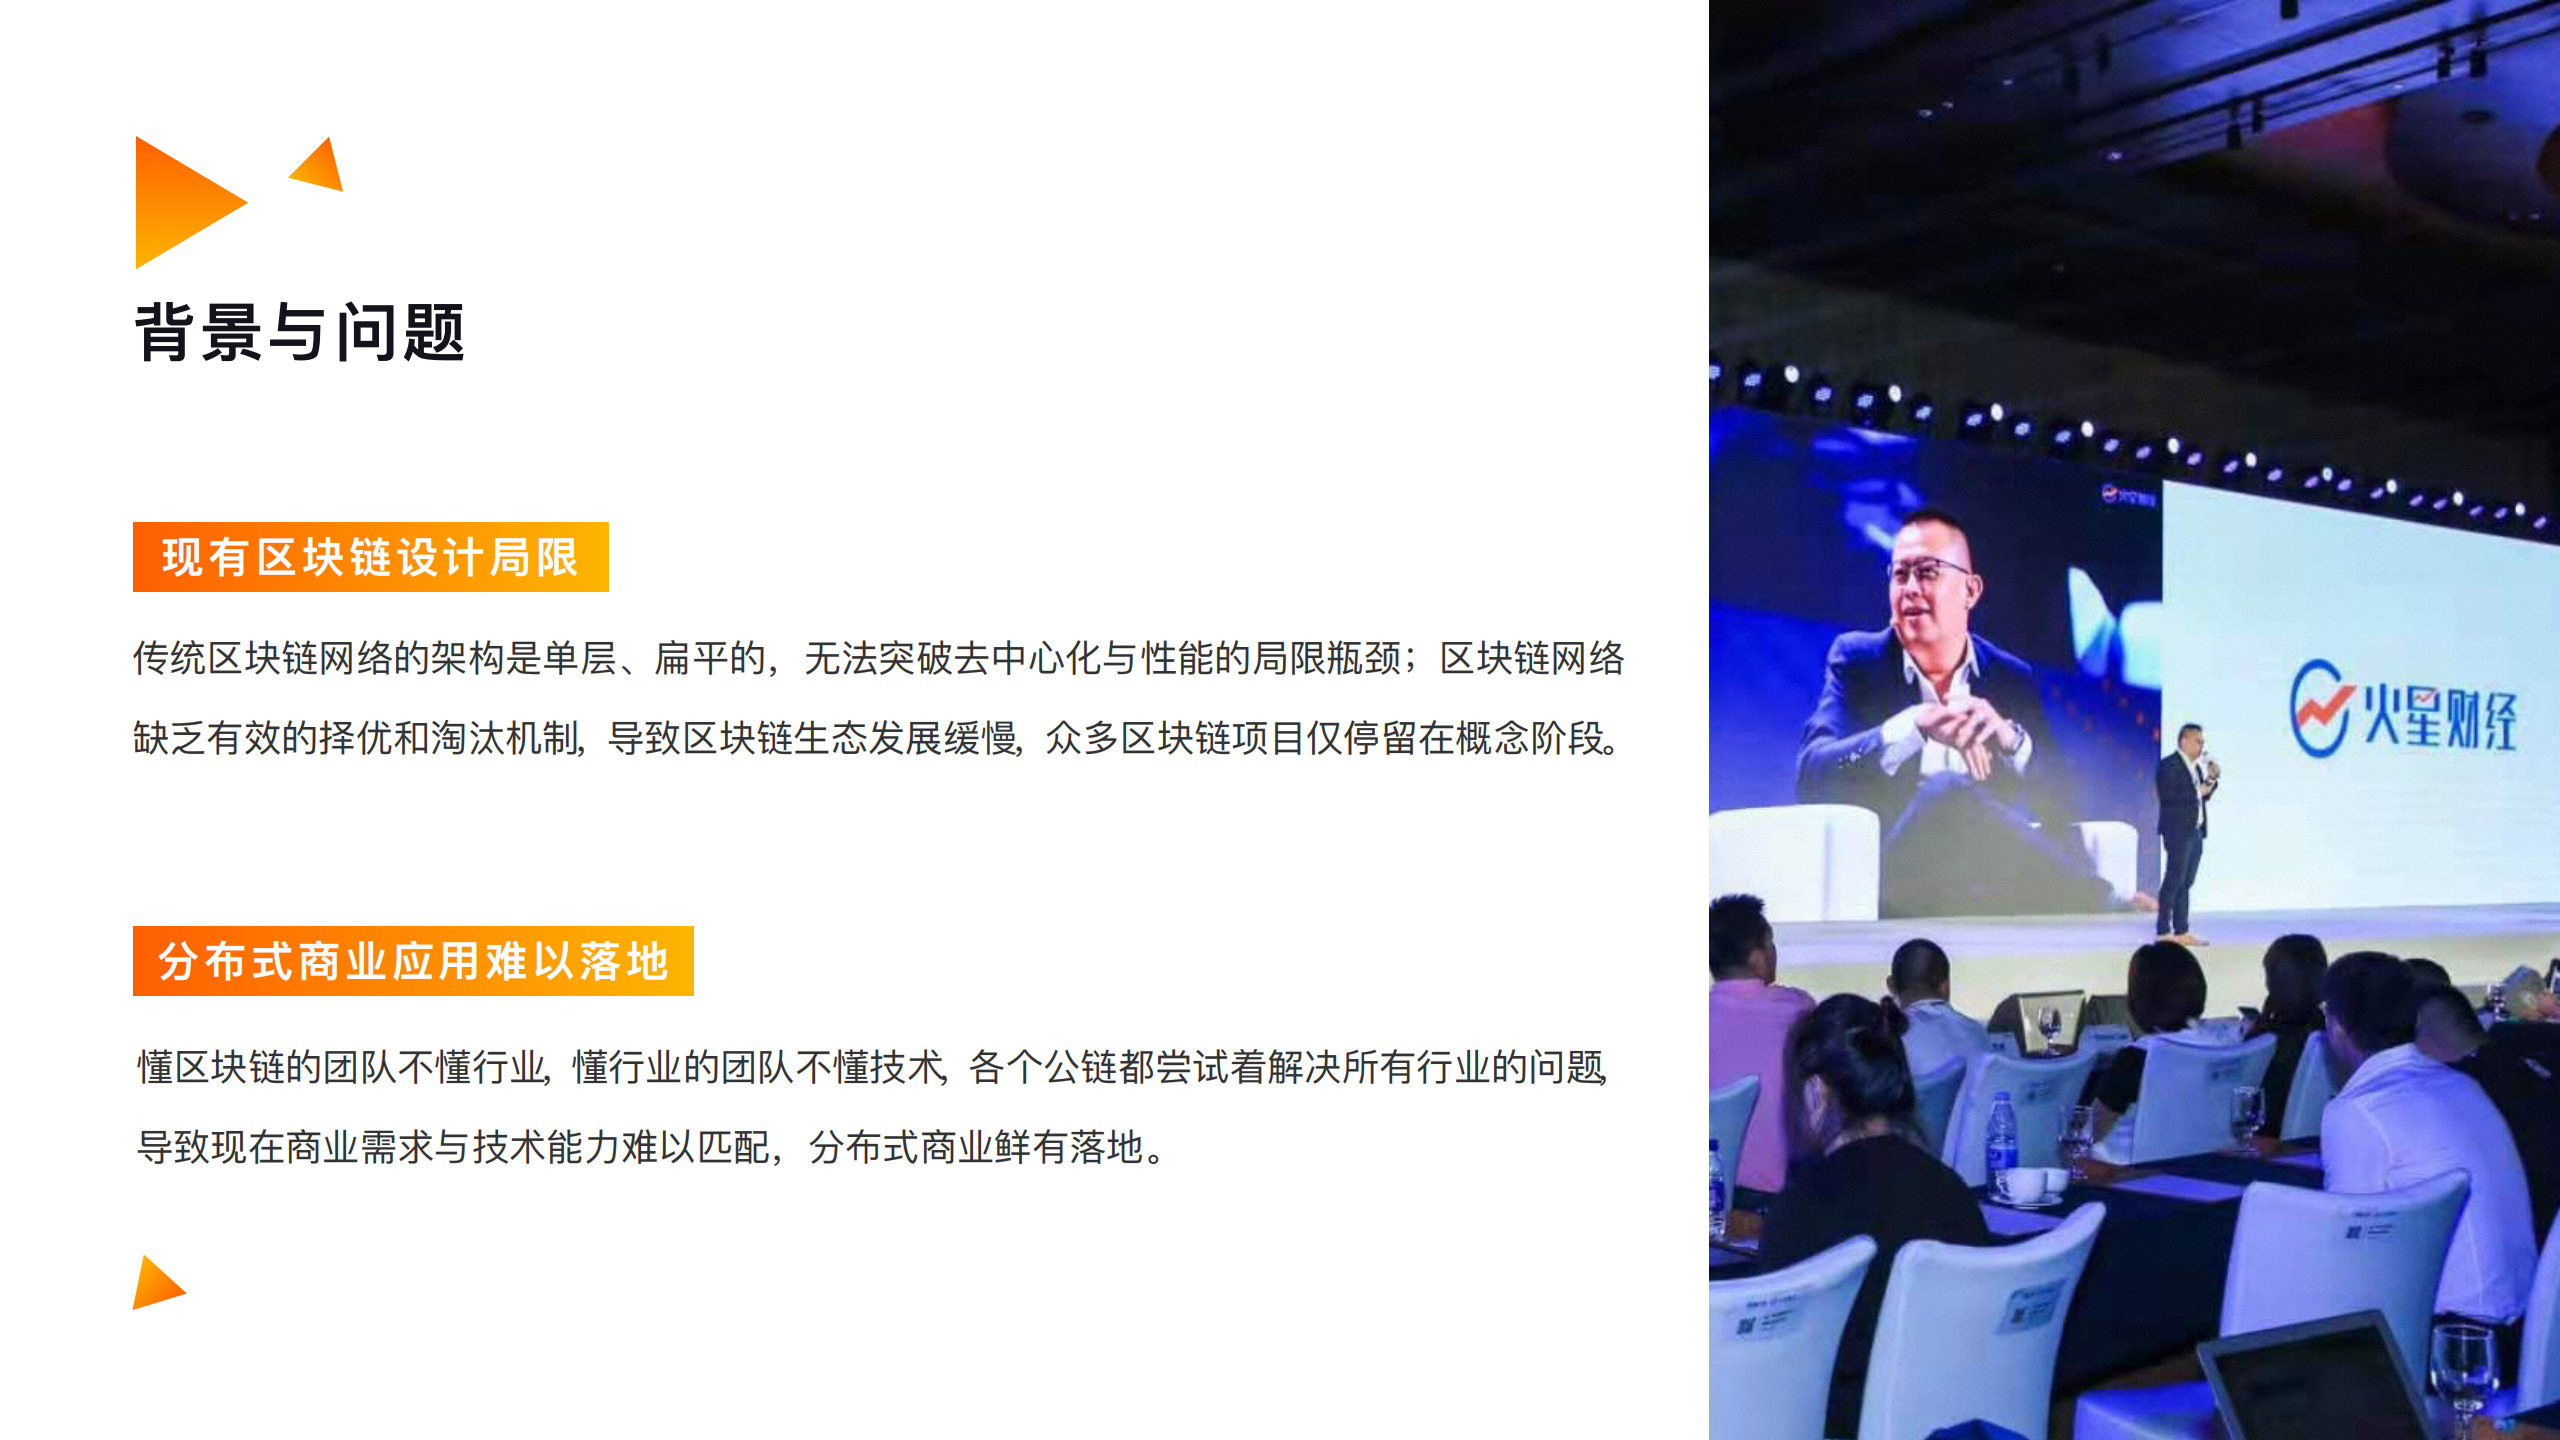 背景与问题
现有区块链设计局限
传统区块链网络的架构是单层、扁平的，无法突破去中心化与性能的局限瓶颈；区块链网络
缺乏有效的择优和淘汰机制，导致区块链生态发展缓慢，众多区块链项目仅停留在概念阶段。
分布式商业应用难以落地
懂区块链的团队不懂行业，懂行业的团队不懂技术，各个公链都尝试着解决所有行业的问题，
导致现在商业需求与技术能力难以匹配，分布式商业鲜有落地。
火星财经
火星财经